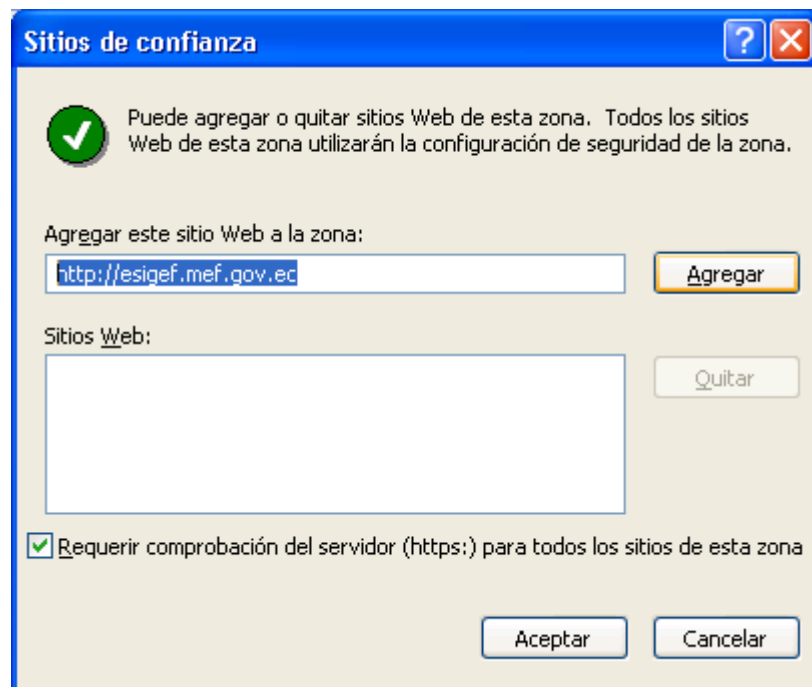 Sitios de confianza
Puede agregar o quitar sitios Web de esta zona. Todos los sitios
Web de esta zona utilizarán la configuración de seguridad de la zona.
Agregar este sitio Web a la zona:
http://esigef.mef.gov.ec
Agregar
Sitios Web:
Quitar
Requerir comprobación del servidor (https:) para todos los sitios de esta zona
Aceptar
Cancelar